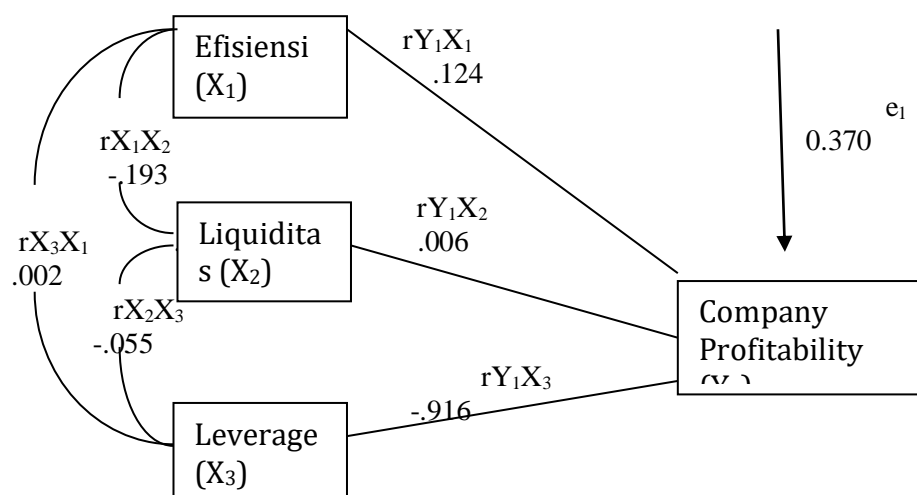 Efisiensi
(X₁)
rY₁X₁
.124
e₁
0.370
rX₁X₂
-.193
Liquidita
s (X₂)
rY₁X₂
.006
rX₃X₁
.002
rX₂X₃
-.055
Company
Profitability
rY₁X₃
-.916
Leverage
(X₃)